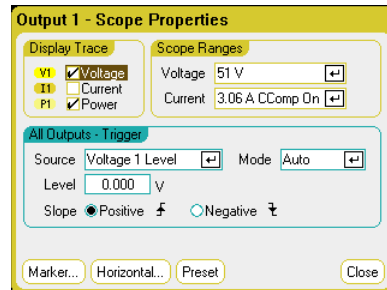 Output 1 - Scope Properties
Display Trace
V1 Voltage
I1 Current
P1 Power
Scope Ranges
Voltage 51 V
Current 3.06 A CComp On
All Outputs - Trigger
Source Voltage 1 Level Mode Auto
Level 0.000 V
Slope Positive Negative
Marker... Horizontal... Preset Close